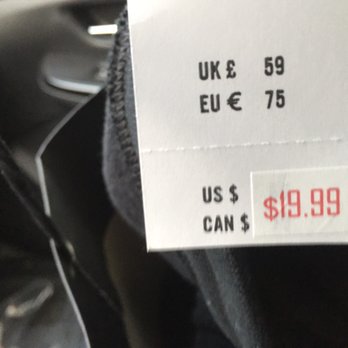 UK £ 59
EU € 75
US $ $19.99
CAN $